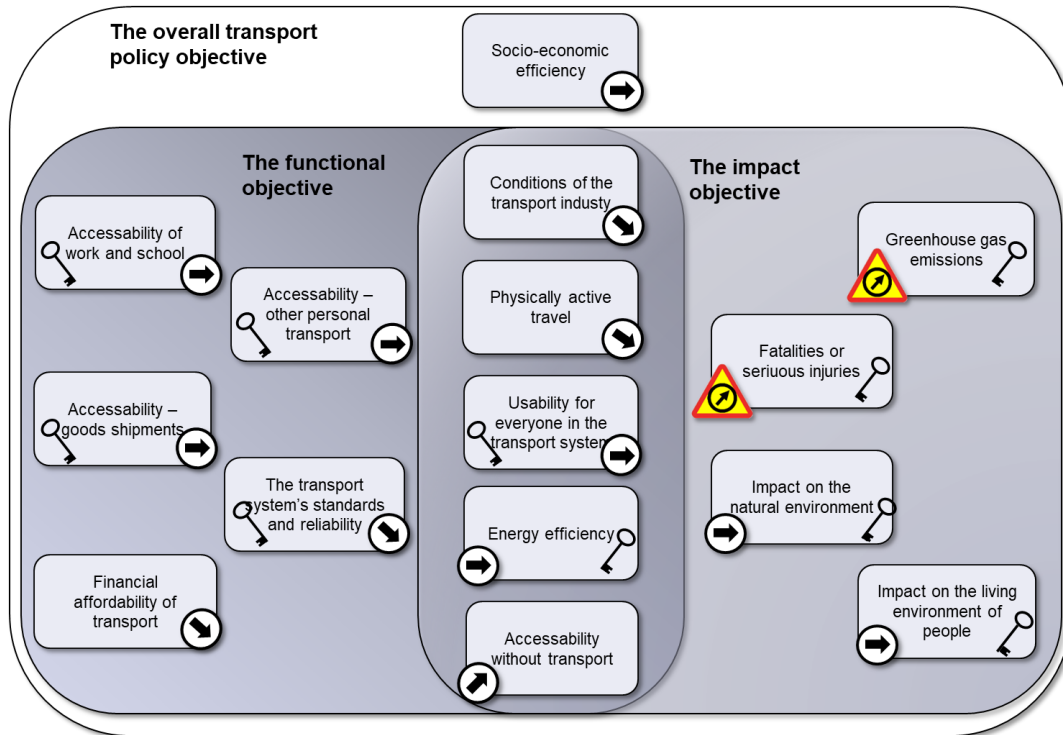 The overall transport
policy objective
Socio-economic
efficiency
The functional
objective
Accessability of
work and school
Accessability –
other personal
transport
Accessability –
goods shipments
The transport
system's standards
and reliability
Financial
affordability of
transport
Conditions of the
transport industy
Physically active
travel
Usability for
everyone in the
transport system
Energy efficiency
Accessability
without transport
The impact
objective
Greenhouse gas
emissions
Fatalities or
seriuous injuries
Impact on the
natural environment
Impact on the living
environment of
people